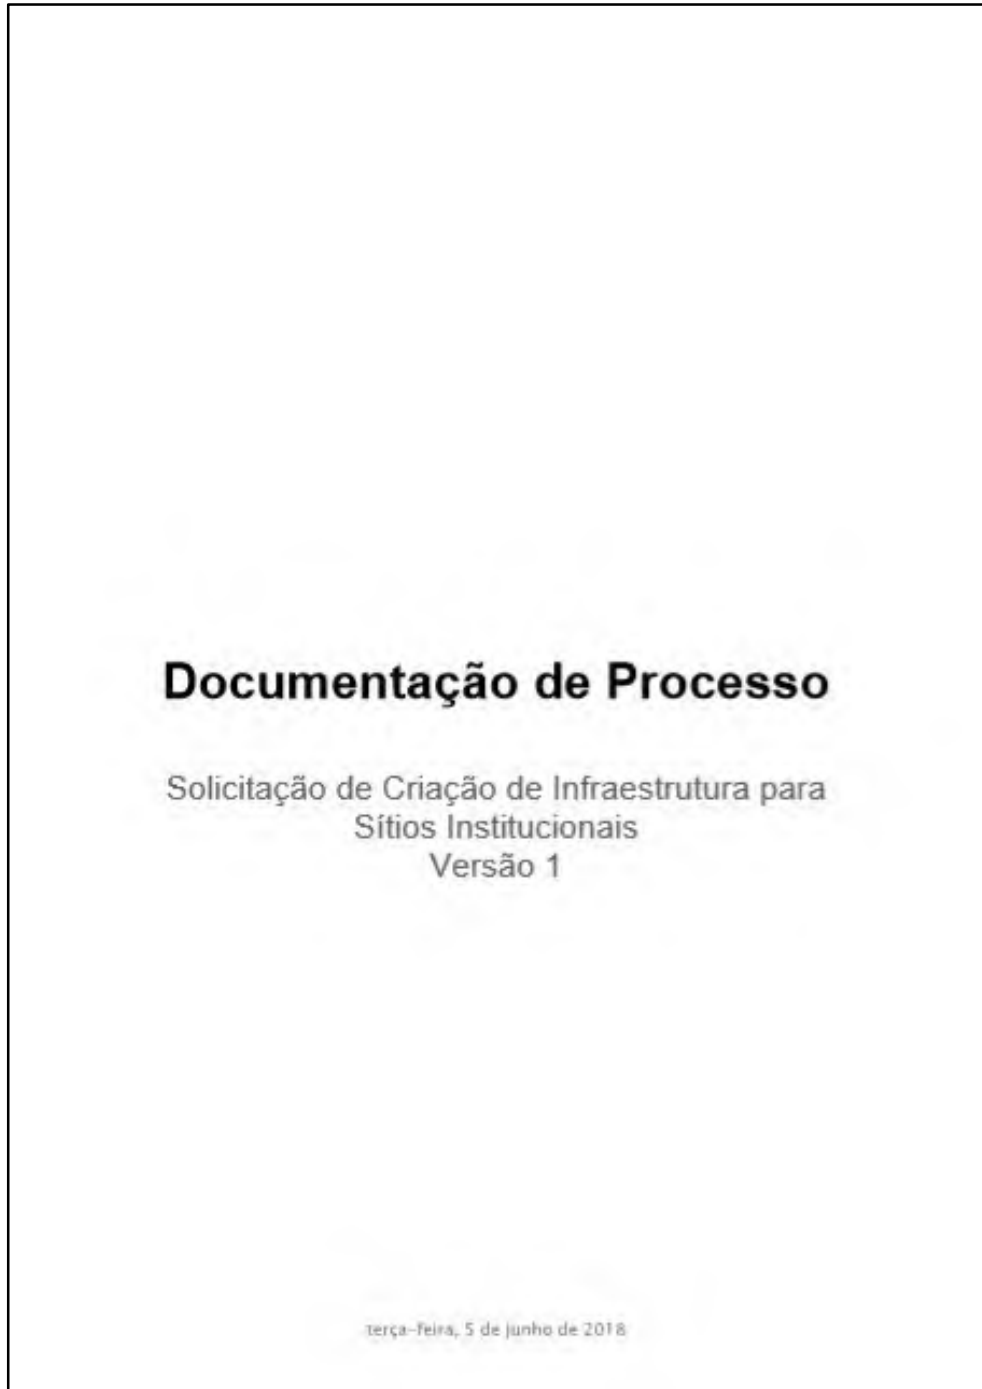 Documentação de Processo
Solicitação de Criação de Infraestrutura para
Sítios Institucionais
Versão 1
terça-feira, 5 de junho de 2018